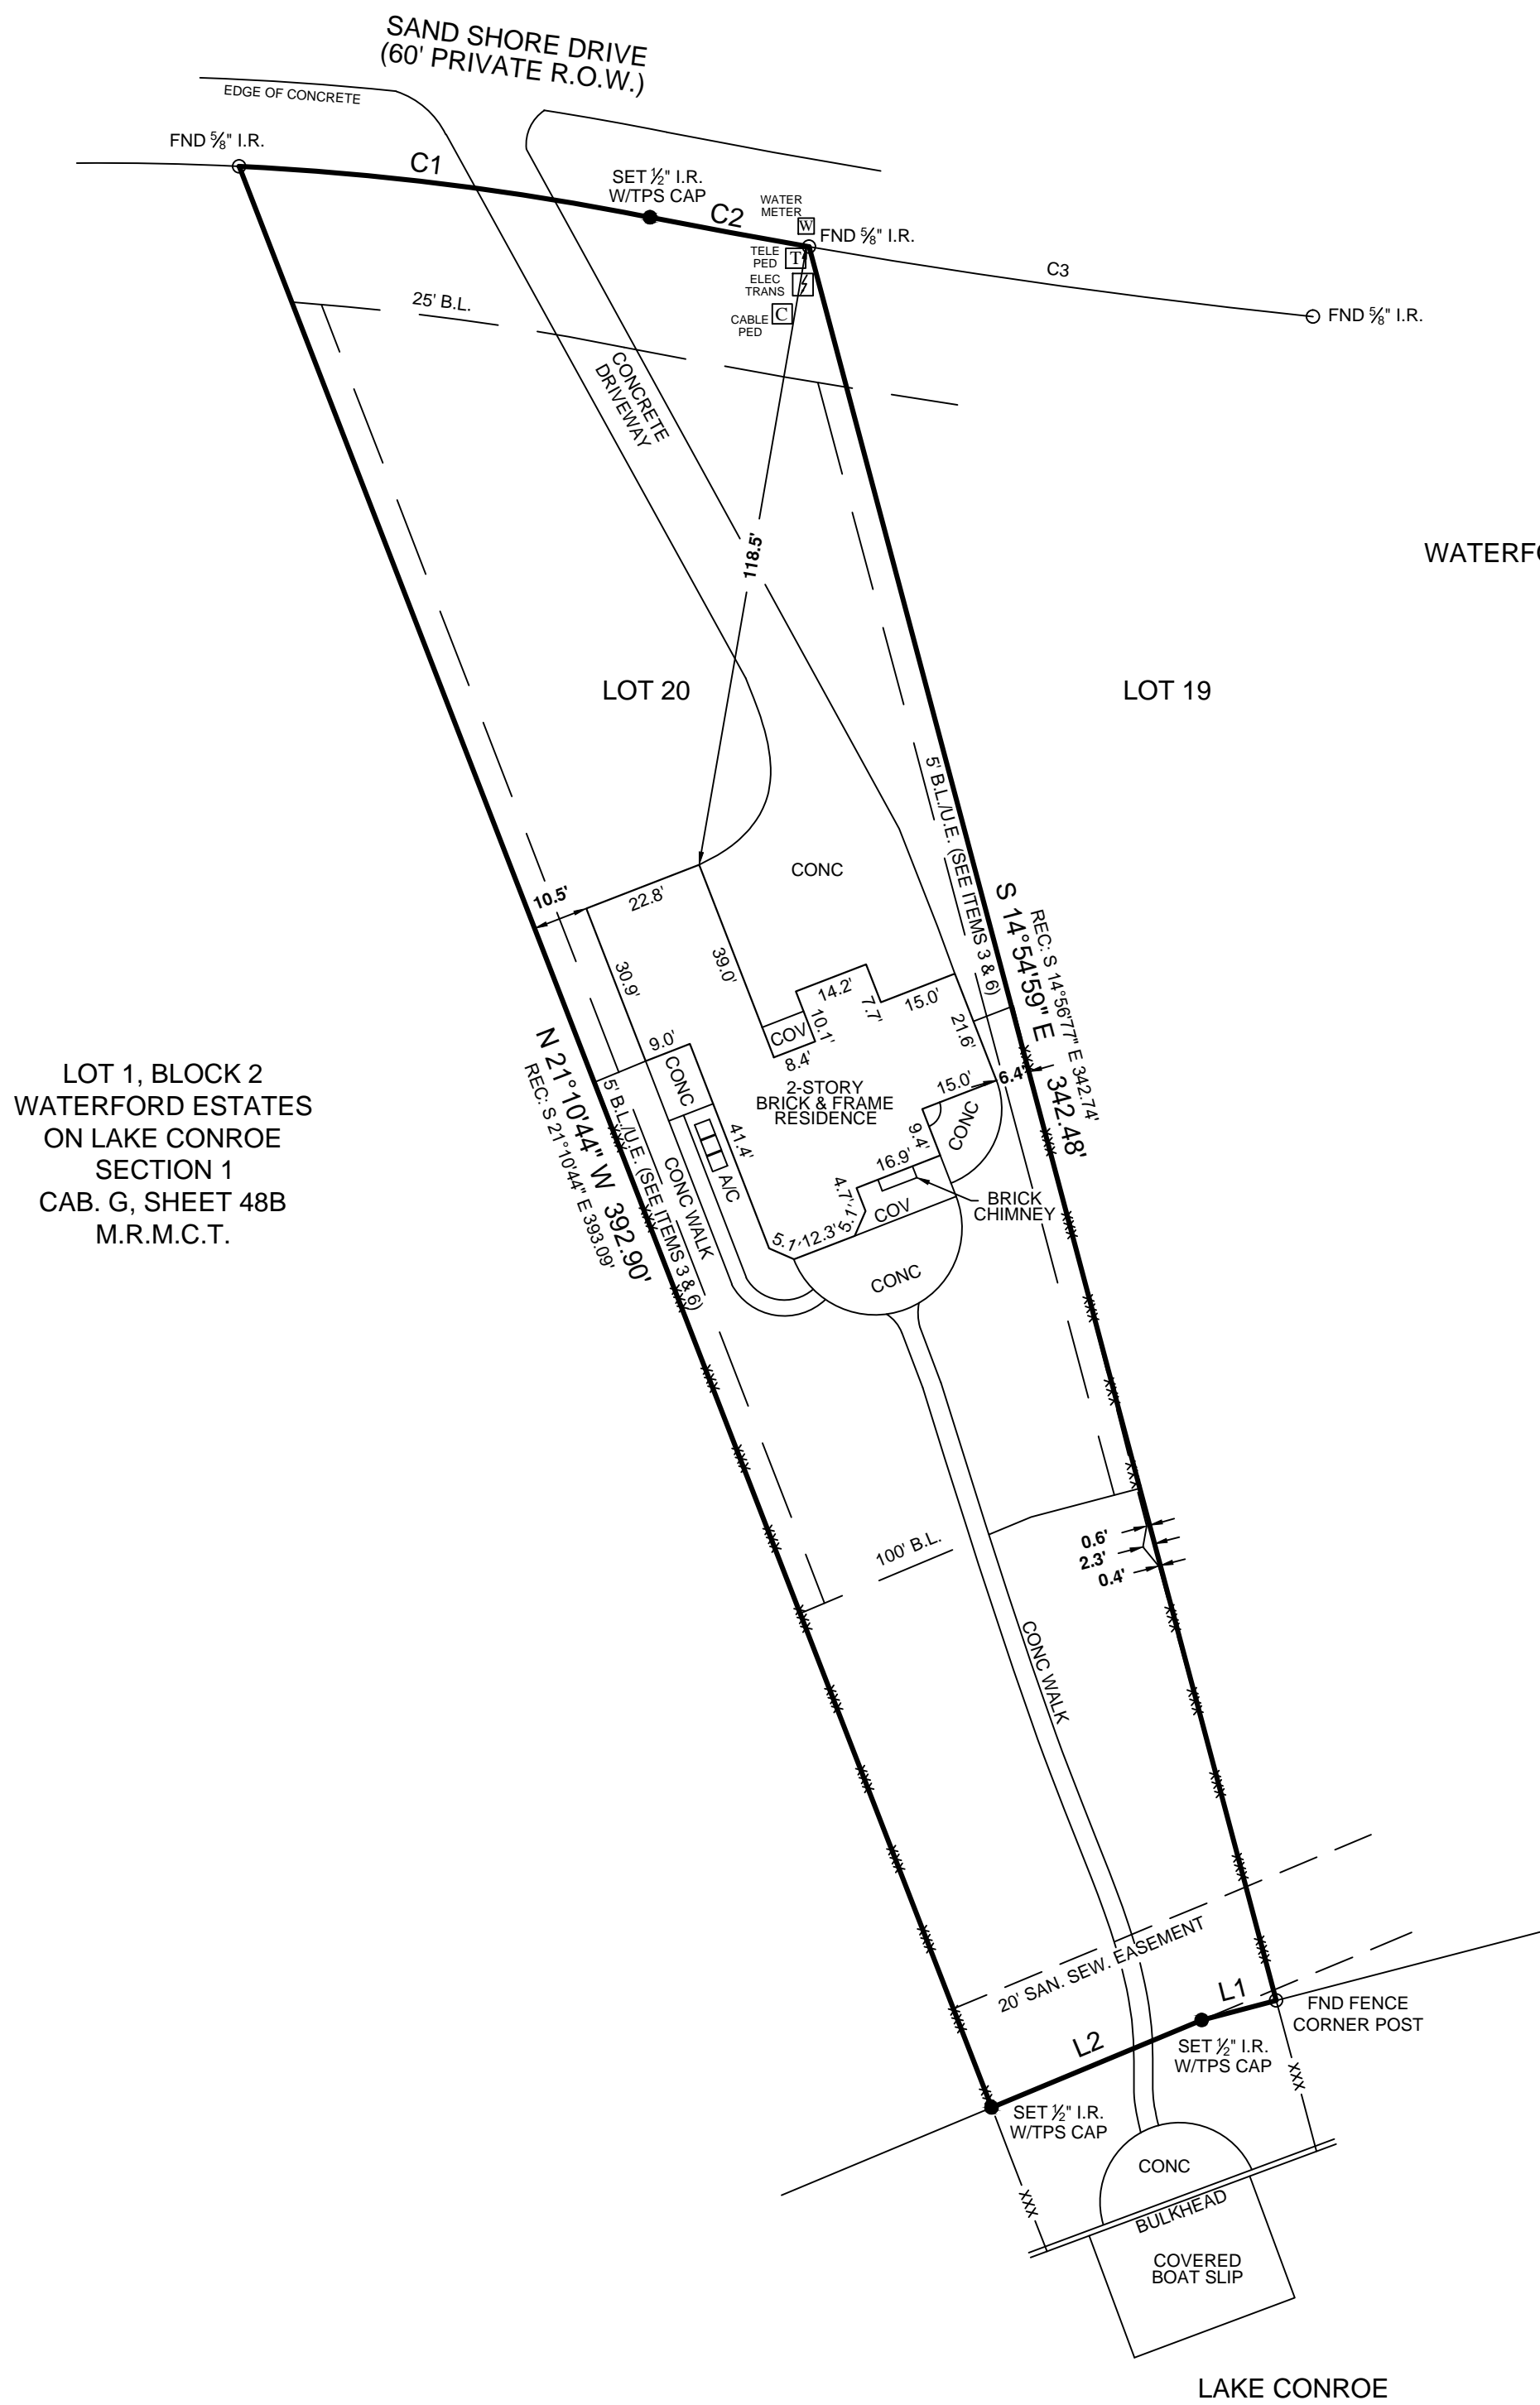 SAND SHORE DRIVE
(60' PRIVATE R.O.W.)
EDGE OF CONCRETE
FND ⅝" I.R.
C1
SET ½" I.R.
W/TPS CAP
C2
WATER
METER
W
FND ⅝" I.R.
TELE
PED
T
ELEC
TRANS
CABLE
PED
C
C3
FND ⅝" I.R.
25' B.L.
CONCRETE
DRIVEWAY
118.5'
WATERFO
LOT 20
LOT 19
5' B.L./U.E. (SEE ITEMS 3 & 6)
S 14°54'59" E 342.48'
REC: S 14°56'77" E 342.74'
CONC
10.5'
22.8'
30.9'
39.0'
14.2'
7.7'
15.0'
10.1'
COV
8.4'
21.6'
9.0'
CONC
2-STORY
BRICK & FRAME
RESIDENCE
15.0'
6.4'
CONC
9.4'
16.9'
4.7'
5.7'
COV
BRICK
CHIMNEY
41.4'
A/C
CONC WALK
5.1'
12.3'
CONC
N 21°10'44" W 392.90'
REC: S 21°10'44" E 393.09'
5' B.L./U.E. (SEE ITEMS 3 & 6)
LOT 1, BLOCK 2
WATERFORD ESTATES
ON LAKE CONROE
SECTION 1
CAB. G, SHEET 48B
M.R.M.C.T.
100' B.L.
0.6'
2.3'
0.4'
CONC WALK
20' SAN. SEW. EASEMENT
L1
L2
FND FENCE
CORNER POST
SET ½" I.R.
W/TPS CAP
SET ½" I.R.
W/TPS CAP
CONC
BULKHEAD
COVERED
BOAT SLIP
LAKE CONROE